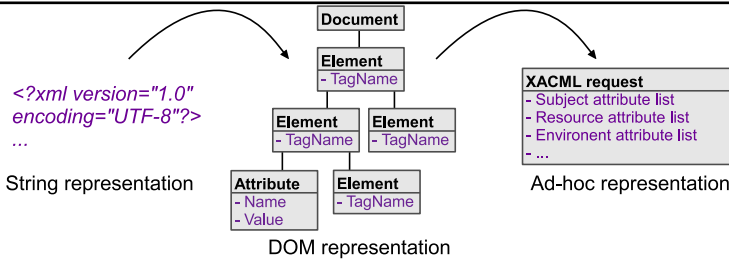 <?xml version="1.0"
encoding="UTF-8"?>
...
String representation
Document
Element
- TagName
Element
- TagName
Element
- TagName
Attribute
- Name
- Value
Element
- TagName
DOM representation
XACML request
- Subject attribute list
- Resource attribute list
- Environent attribute list
- ...
Ad-hoc representation